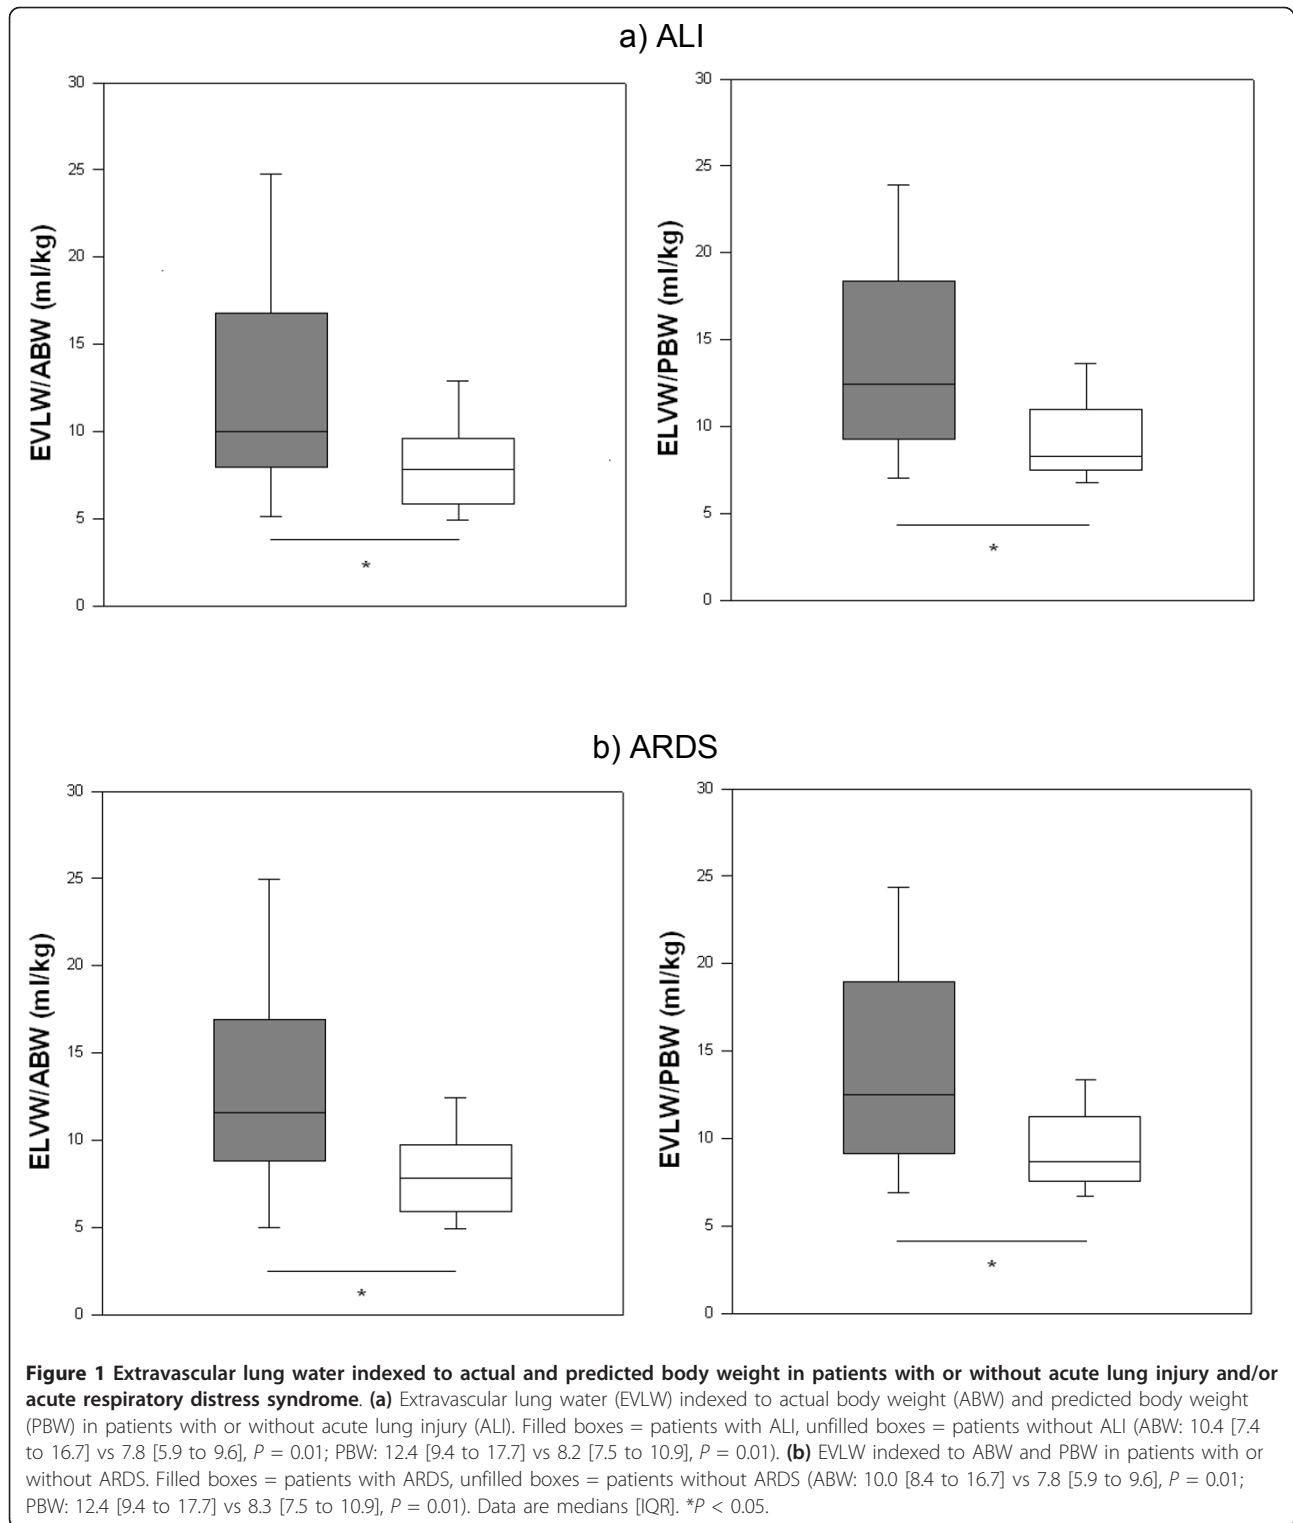 a) ALI
30
25
20
15
10
5
0
EVLW/ABW (ml/kg)
*
30
25
20
15
10
5
0
ELVW/PBW (ml/kg)
*
b) ARDS
30
25
20
15
10
5
0
ELVW/ABW (ml/kg)
*
30
25
20
15
10
5
0
EVLW/PBW (ml/kg)
*
Figure 1 Extravascular lung water indexed to actual and predicted body weight in patients with or without acute lung injury and/or
acute respiratory distress syndrome. (a) Extravascular lung water (EVLW) indexed to actual body weight (ABW) and predicted body weight
(PBW) in patients with or without acute lung injury (ALI). Filled boxes = patients with ALI, unfilled boxes = patients without ALI (ABW: 10.4 [7.4
to 16.7] vs 7.8 [5.9 to 9.6], P = 0.01; PBW: 12.4 [9.4 to 17.7] vs 8.2 [7.5 to 10.9], P = 0.01). (b) EVLW indexed to ABW and PBW in patients with or
without ARDS. Filled boxes = patients with ARDS, unfilled boxes = patients without ARDS (ABW: 10.0 [8.4 to 16.7] vs 7.8 [5.9 to 9.6], P = 0.01;
PBW: 12.4 [9.4 to 17.7] vs 8.3 [7.5 to 10.9], P = 0.01). Data are medians [IQR]. *P < 0.05.